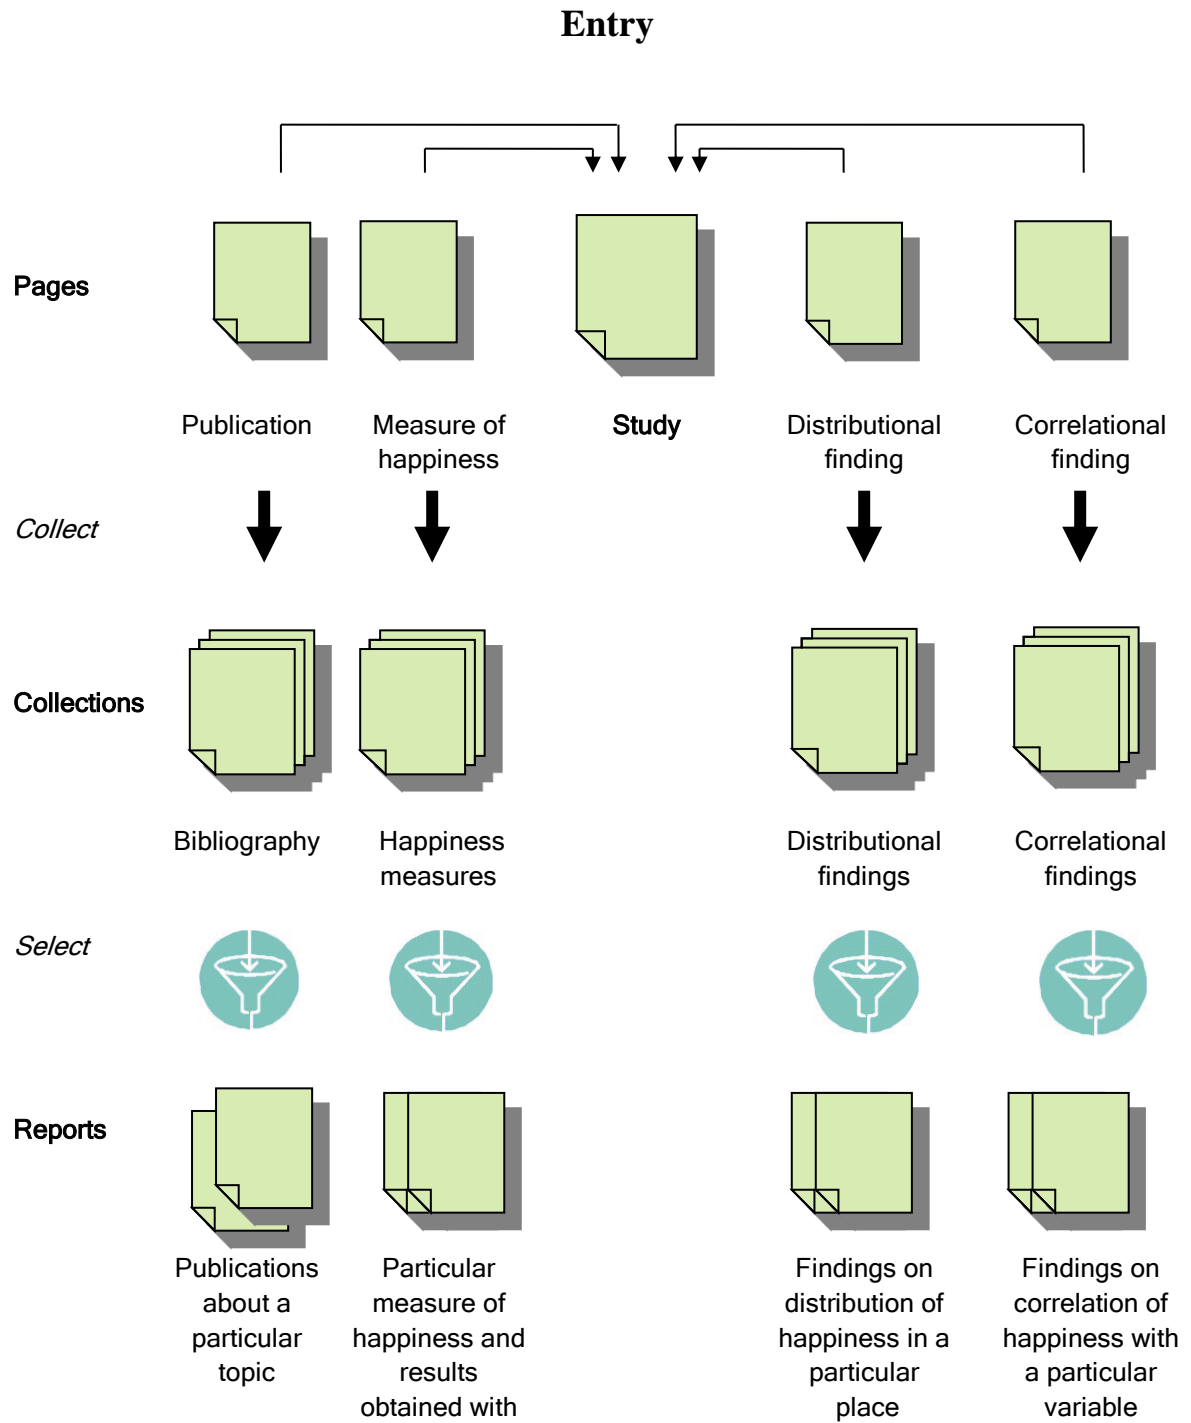 Entry
Pages
Publication
Measure of
happiness
Study
Distributional
finding
Correlational
finding
Collect
Collections
Bibliography
Happiness
measures
Distributional
findings
Correlational
findings
Select
Reports
Publications
about a
particular
topic
Particular
measure of
happiness and
results
obtained with
Findings on
distribution of
happiness in a
particular
place
Findings on
correlation of
happiness with
a particular
variable